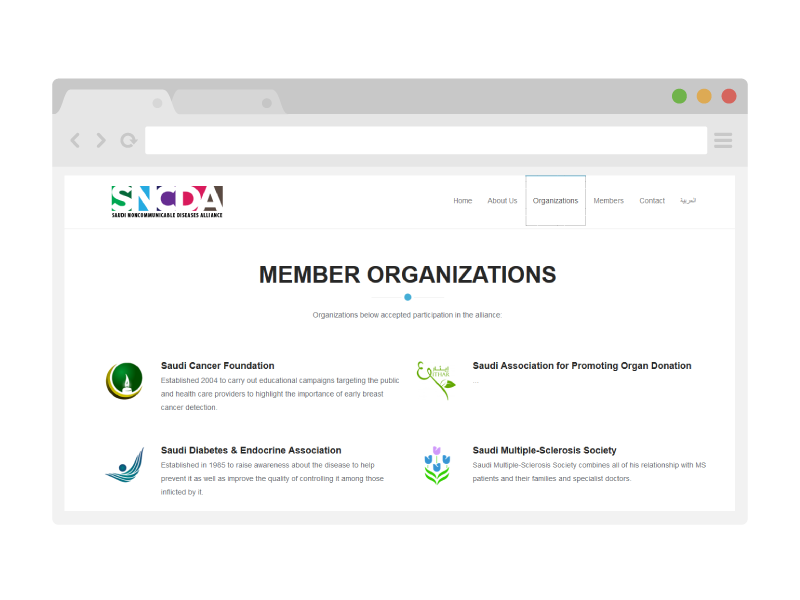 SNCDA
SAUDI NONCOMMUNICABLE DISEASES ALLIANCE
Home About Us Organizations Members Contact العربية
MEMBER ORGANIZATIONS
Organizations below accepted participation in the alliance.
Saudi Cancer Foundation
Established 2004 to carry out educational campaigns targeting the public
and health care providers to highlight the importance of early breast
cancer detection.
EITHAR
Saudi Association for Promoting Organ Donation
...
Saudi Diabetes & Endocrine Association
Established in 1985 to raise awareness about the disease to help
prevent it as well as improve the quality of controlling it among those
inflicted by it.
Saudi Multiple-Sclerosis Society
Saudi Multiple-Sclerosis Society combines all of his relationship with MS
patients and their families and specialist doctors.